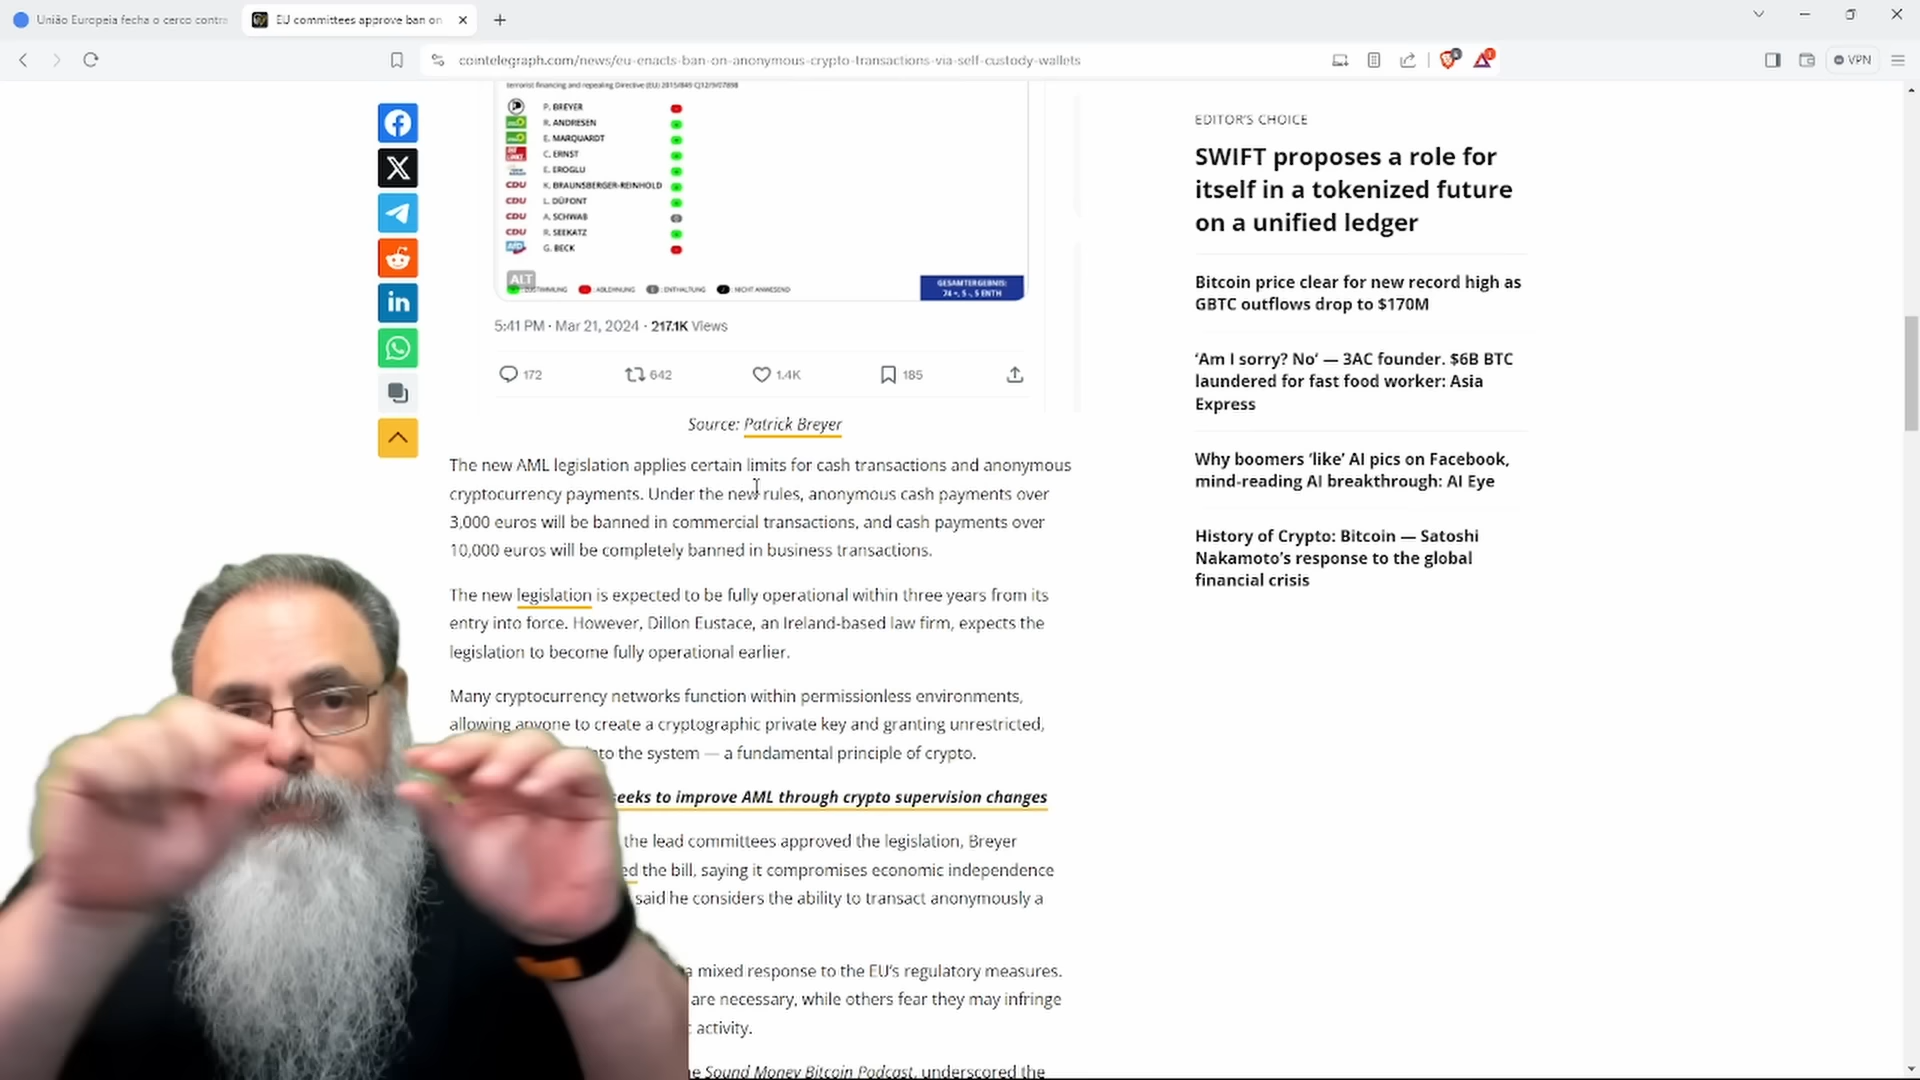 União Europeia fecha o cerco contra
EU committees approve ban on
cointelegraph.com/news/eu-enacts-ban-on-anonymous-crypto-transactions-via-self-custody-wallets
VPN
terrorist financing and repealing Directive (EU) 2015/849
P. BREYER
R. ANDRESEN
E. MARQUARDT
C. ERNST
E. EROGLU
CDU K. BRAUNSBERGER-REINHOLD
CDU L. DÜPONT
CDU A. SCHWAB
CDU R. SEEKATZ
AfD G. BECK
ALT
ZUSTIMMUNG ABLEHNUNG ENTHALTUNG NICHT ANWESEND
GESAMTERGEBNIS:
74 +, 5 -, 5 ENTH
5:41 PM · Mar 21, 2024 · 217.1K Views
172 642 1.4K 185
Source: Patrick Breyer
The new AML legislation applies certain limits for cash transactions and anonymous
cryptocurrency payments. Under the new rules, anonymous cash payments over
3,000 euros will be banned in commercial transactions, and cash payments over
10,000 euros will be completely banned in business transactions.
The new legislation is expected to be fully operational within three years from its
entry into force. However, Dillon Eustace, an Ireland-based law firm, expects the
legislation to become fully operational earlier.
Many cryptocurrency networks function within permissionless environments,
allowing anyone to create a cryptographic private key and granting unrestricted,
to the system — a fundamental principle of crypto.
seeks to improve AML through crypto supervision changes
the lead committees approved the legislation, Breyer
ed the bill, saying it compromises economic independence
said he considers the ability to transact anonymously a
a mixed response to the EU's regulatory measures.
are necessary, while others fear they may infringe
activity.
Sound Money Bitcoin Podcast, underscored the
EDITOR'S CHOICE
SWIFT proposes a role for
itself in a tokenized future
on a unified ledger
Bitcoin price clear for new record high as
GBTC outflows drop to $170M
'Am I sorry? No' — 3AC founder. $6B BTC
laundered for fast food worker: Asia
Express
Why boomers 'like' AI pics on Facebook,
mind-reading AI breakthrough: AI Eye
History of Crypto: Bitcoin — Satoshi
Nakamoto's response to the global
financial crisis